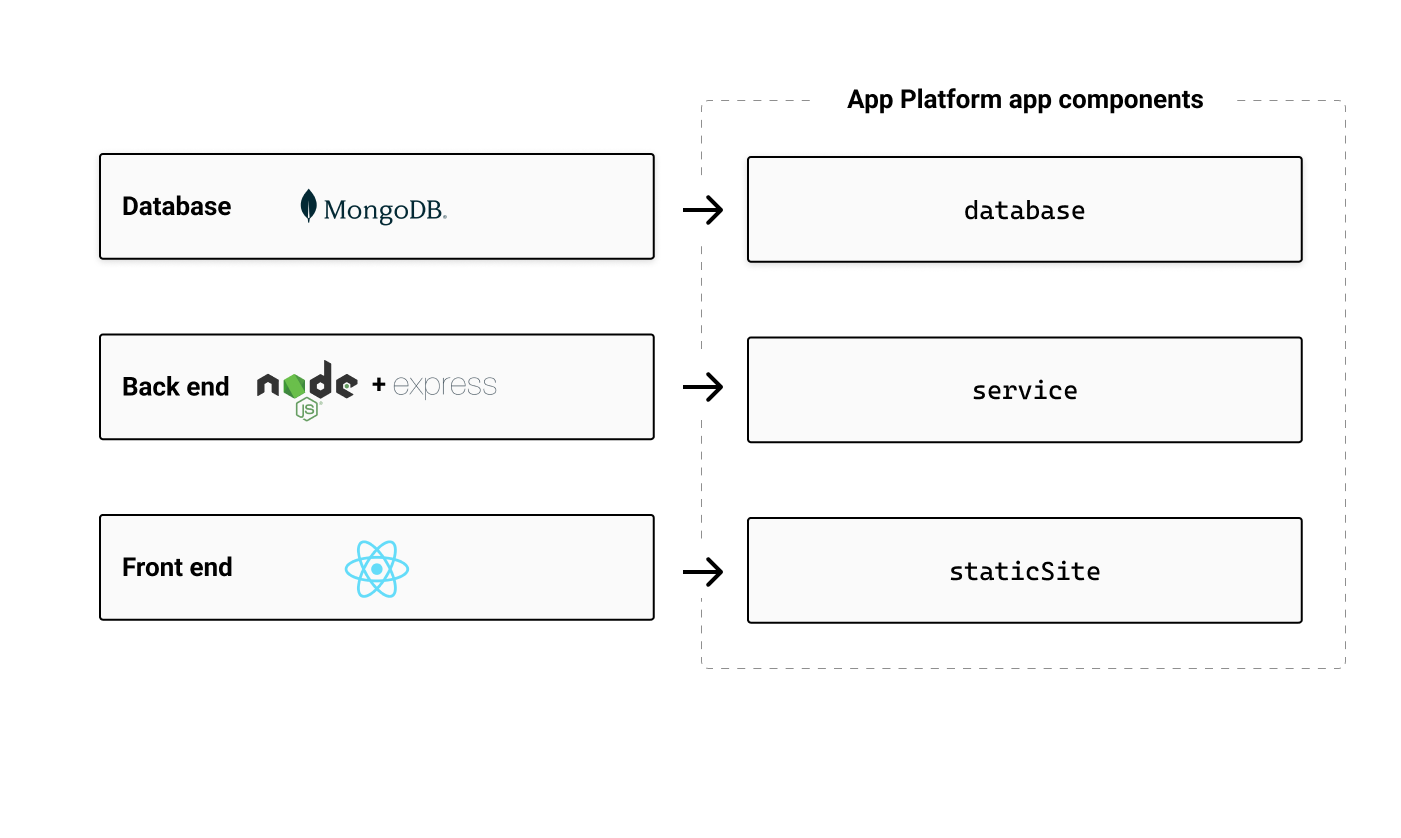 App Platform app components
Database MongoDB. database
Back end node JS + express service
Front end staticSite